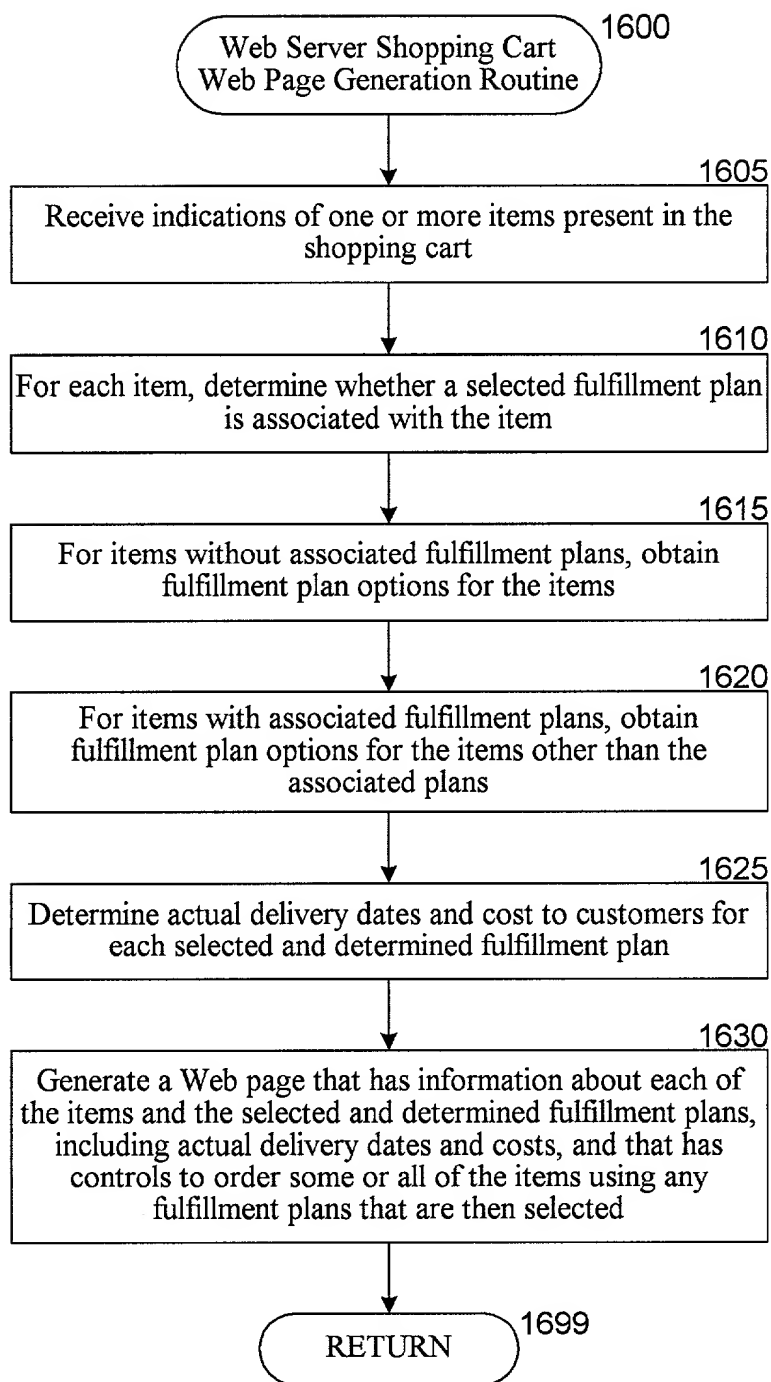 1600
Web Server Shopping Cart
Web Page Generation Routine
1605
Receive indications of one or more items present in the
shopping cart
1610
For each item, determine whether a selected fulfillment plan
is associated with the item
1615
For items without associated fulfillment plans, obtain
fulfillment plan options for the items
1620
For items with associated fulfillment plans, obtain
fulfillment plan options for the items other than the
associated plans
1625
Determine actual delivery dates and cost to customers for
each selected and determined fulfillment plan
1630
Generate a Web page that has information about each of
the items and the selected and determined fulfillment plans,
including actual delivery dates and costs, and that has
controls to order some or all of the items using any
fulfillment plans that are then selected
1699
RETURN